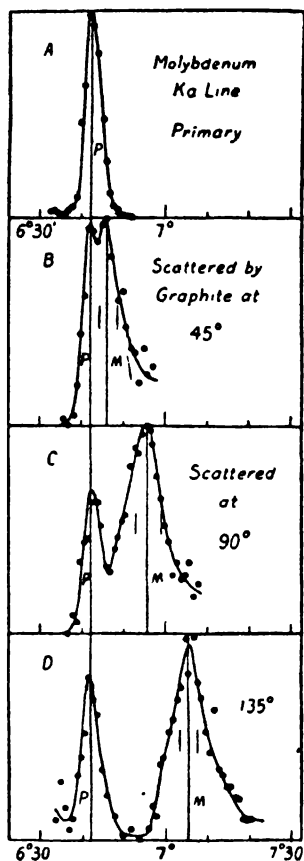 A
Molybdenum
Kα Line
Primary
P
6°30'
7°
B
Scattered by
Graphite at
45°
P
M
C
Scattered
at
90°
P
M
D
135°
P
M
6°30'
7°
7°30'